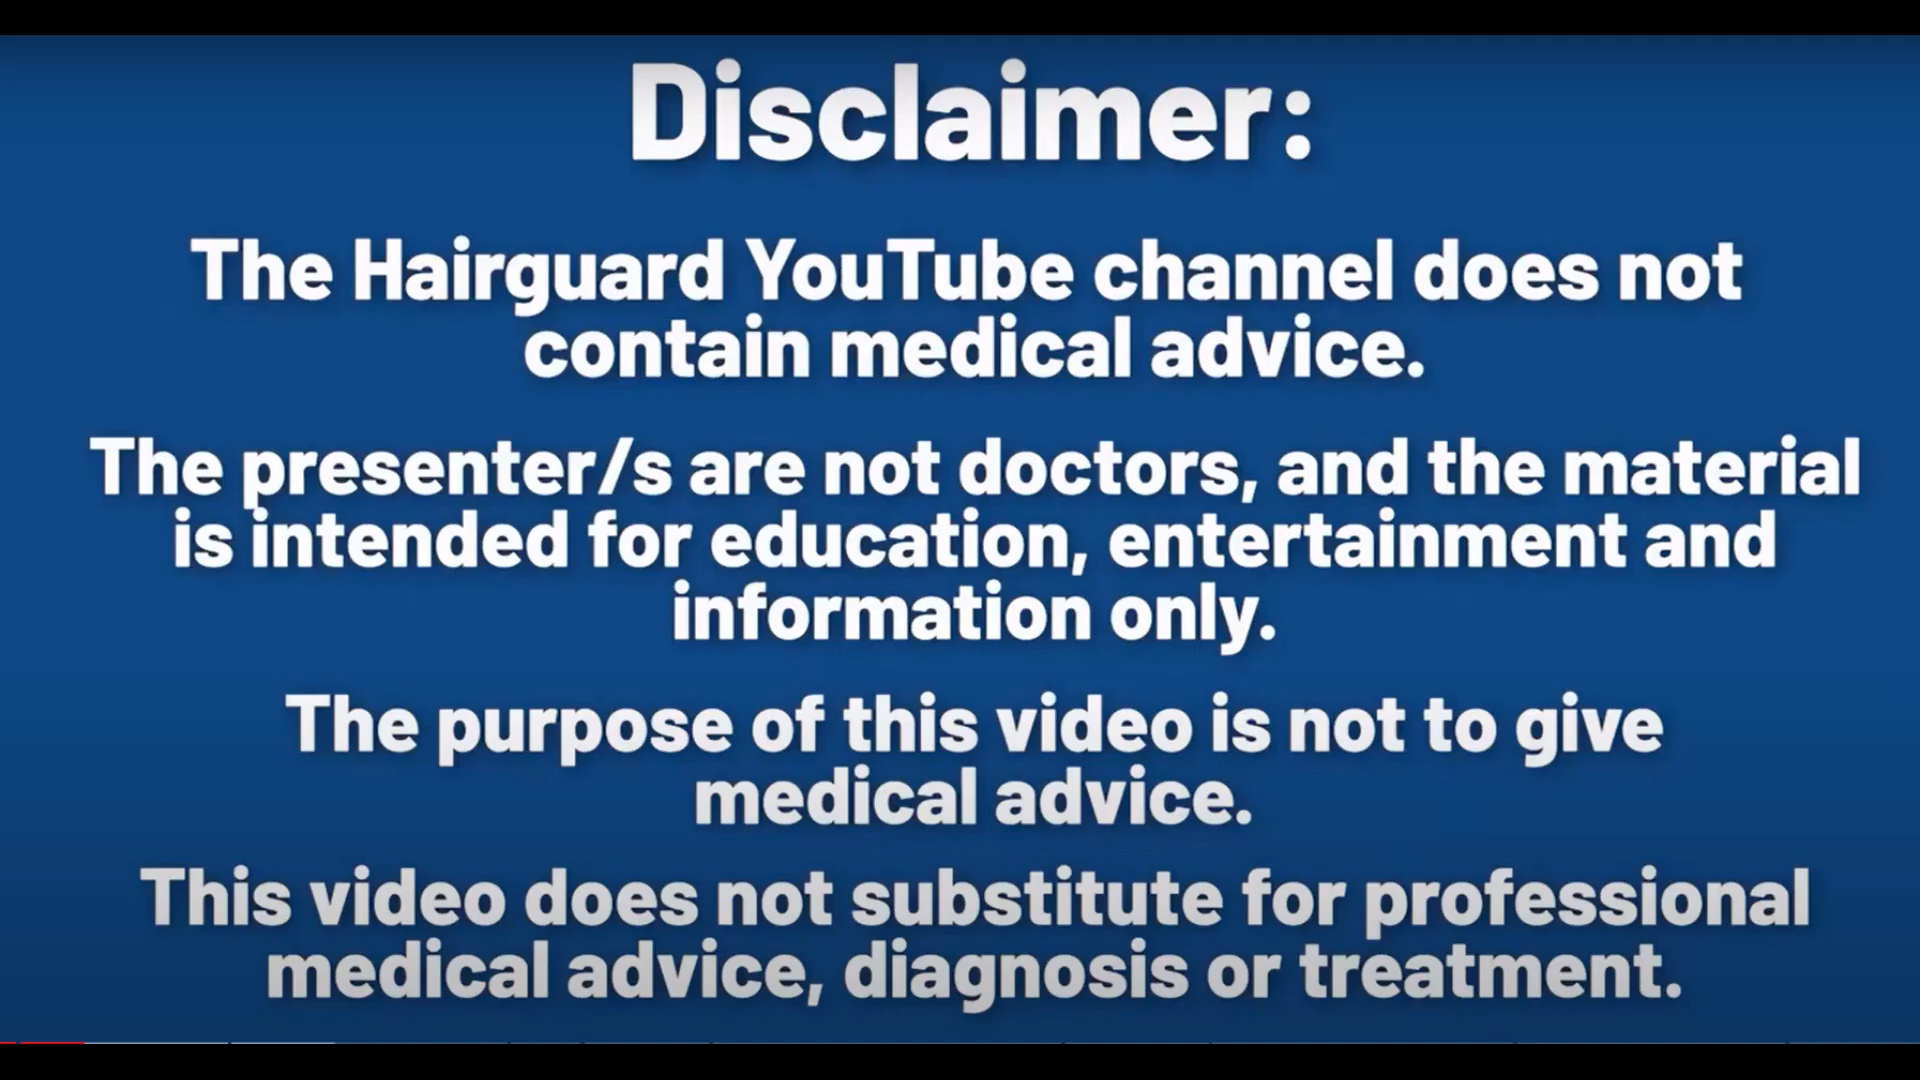 Disclaimer:
The Hairguard YouTube channel does not
contain medical advice.
The presenter/s are not doctors, and the material
is intended for education, entertainment and
information only.
The purpose of this video is not to give
medical advice.
This video does not substitute for professional
medical advice, diagnosis or treatment.